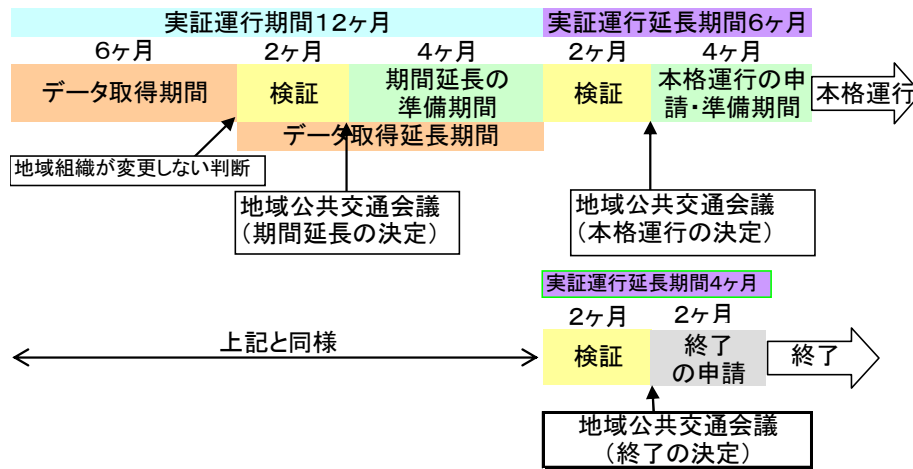 実証運行期間12ヶ月
実証運行延長期間6ヶ月
6ヶ月
2ヶ月
4ヶ月
2ヶ月
4ヶ月
データ取得期間
検証
期間延長の
準備期間
検証
本格運行の申
請・準備期間
本格運行
データ取得延長期間
地域組織が変更しない判断
地域公共交通会議
（期間延長の決定）
地域公共交通会議
（本格運行の決定）
実証運行延長期間4ヶ月
2ヶ月
2ヶ月
上記と同様
検証
終了
の申請
終了
地域公共交通会議
（終了の決定）